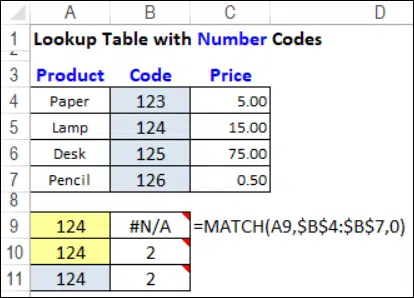 A B C D
1 Lookup Table with Number Codes
2
3 Product Code Price
4 Paper 123 5.00
5 Lamp 124 15.00
6 Desk 125 75.00
7 Pencil 126 0.50
8
9 124 #N/A =MATCH(A9,$B$4:$B$7,0)
10 124 2
11 124 2